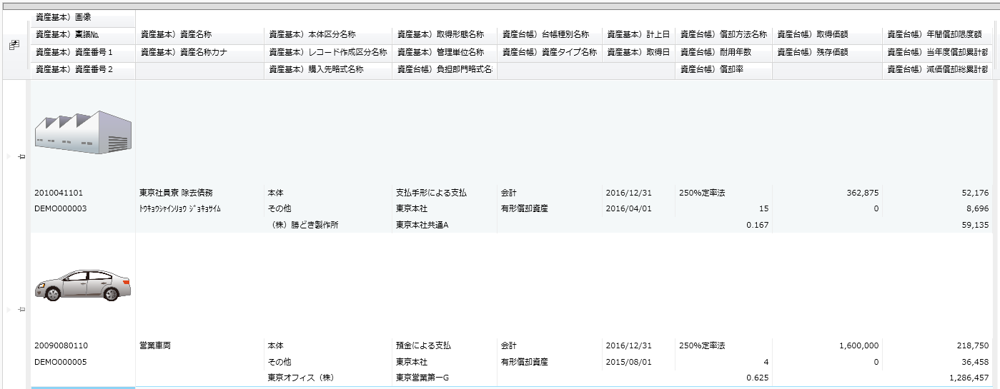 資産基本）画像
資産基本）稟議No. 資産基本）資産名称 資産基本）本体区分名称 資産基本）取得形態名称 資産台帳）台帳種別名称 資産基本）計上日 資産台帳）償却方法名称 資産台帳）取得価額 資産台帳）年間償却限度額
資産基本）資産番号１ 資産基本）資産名称カナ 資産基本）レコード作成区分名称 資産基本）管理単位名称 資産台帳）資産タイプ名称 資産基本）取得日 資産台帳）耐用年数 資産台帳）残存価額 資産台帳）当年度償却累計額
資産基本）資産番号２ 資産基本）購入先略式名称 資産台帳）負担部門略式名 資産台帳）償却率 資産台帳）減価償却総累計額
2010041101 東京社員寮 除去債務 本体 支払手形による支払 会計 2016/12/31 250%定率法 362,875 52,176
DEMO000003 ﾄｳｷｮｳｼｬｲﾝﾘｮｳ ｼﾞｮｷｮｻｲﾑ その他 東京本社 有形償却資産 2016/04/01 15 0 8,696
（株）勝どき製作所 東京本社共通A 0.167 59,135
20090080110 営業車両 本体 預金による支払 会計 2016/12/31 250%定率法 1,600,000 218,750
DEMO000005 その他 東京本社 有形償却資産 2015/08/01 4 0 36,458
東京オフィス（株） 東京営業第一G 0.625 1,286,457